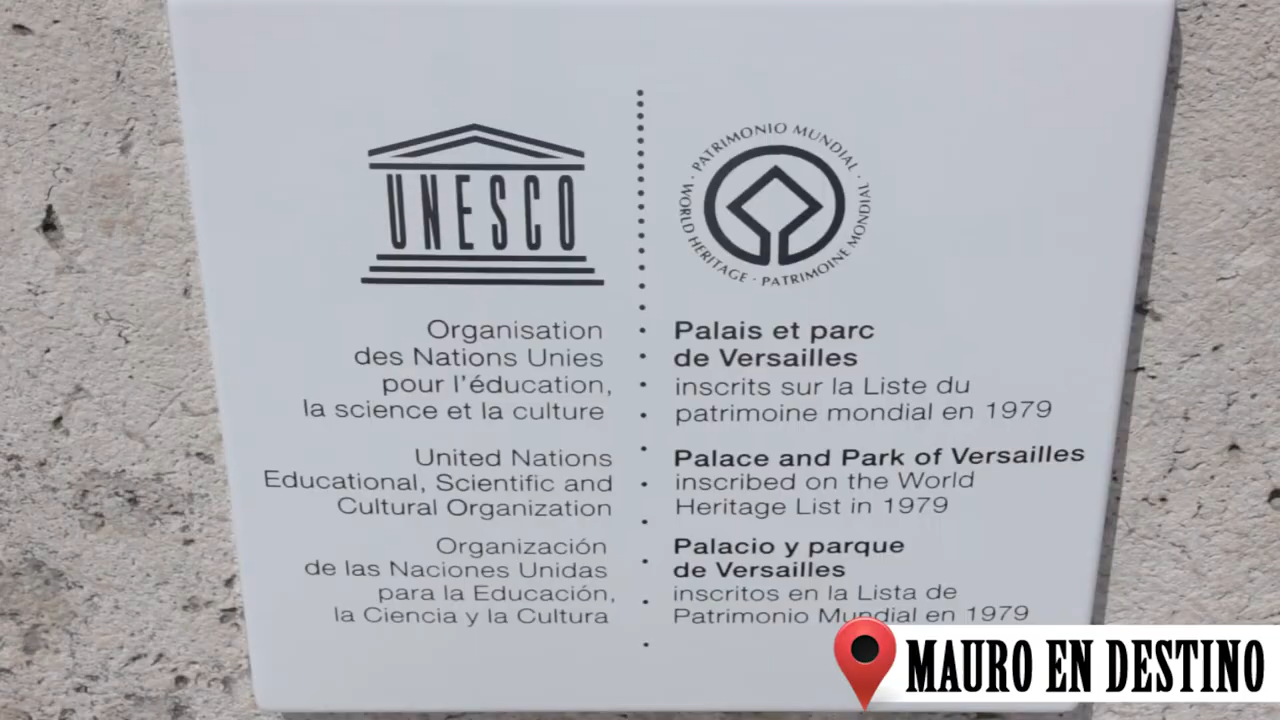 UNESCO
PATRIMONIO MUNDIAL · WORLD HERITAGE · PATRIMOINE MONDIAL ·
Organisation
des Nations Unies
pour l'éducation,
la science et la culture
Palais et parc
de Versailles
inscrits sur la Liste du
patrimoine mondial en 1979
United Nations
Educational, Scientific and
Cultural Organization
Palace and Park of Versailles
inscribed on the World
Heritage List in 1979
Organización
de las Naciones Unidas
para la Educación,
la Ciencia y la Cultura
Palacio y parque
de Versailles
inscritos en la Lista de
Patrimonio Mundial en 1979
MAURO EN DESTINO